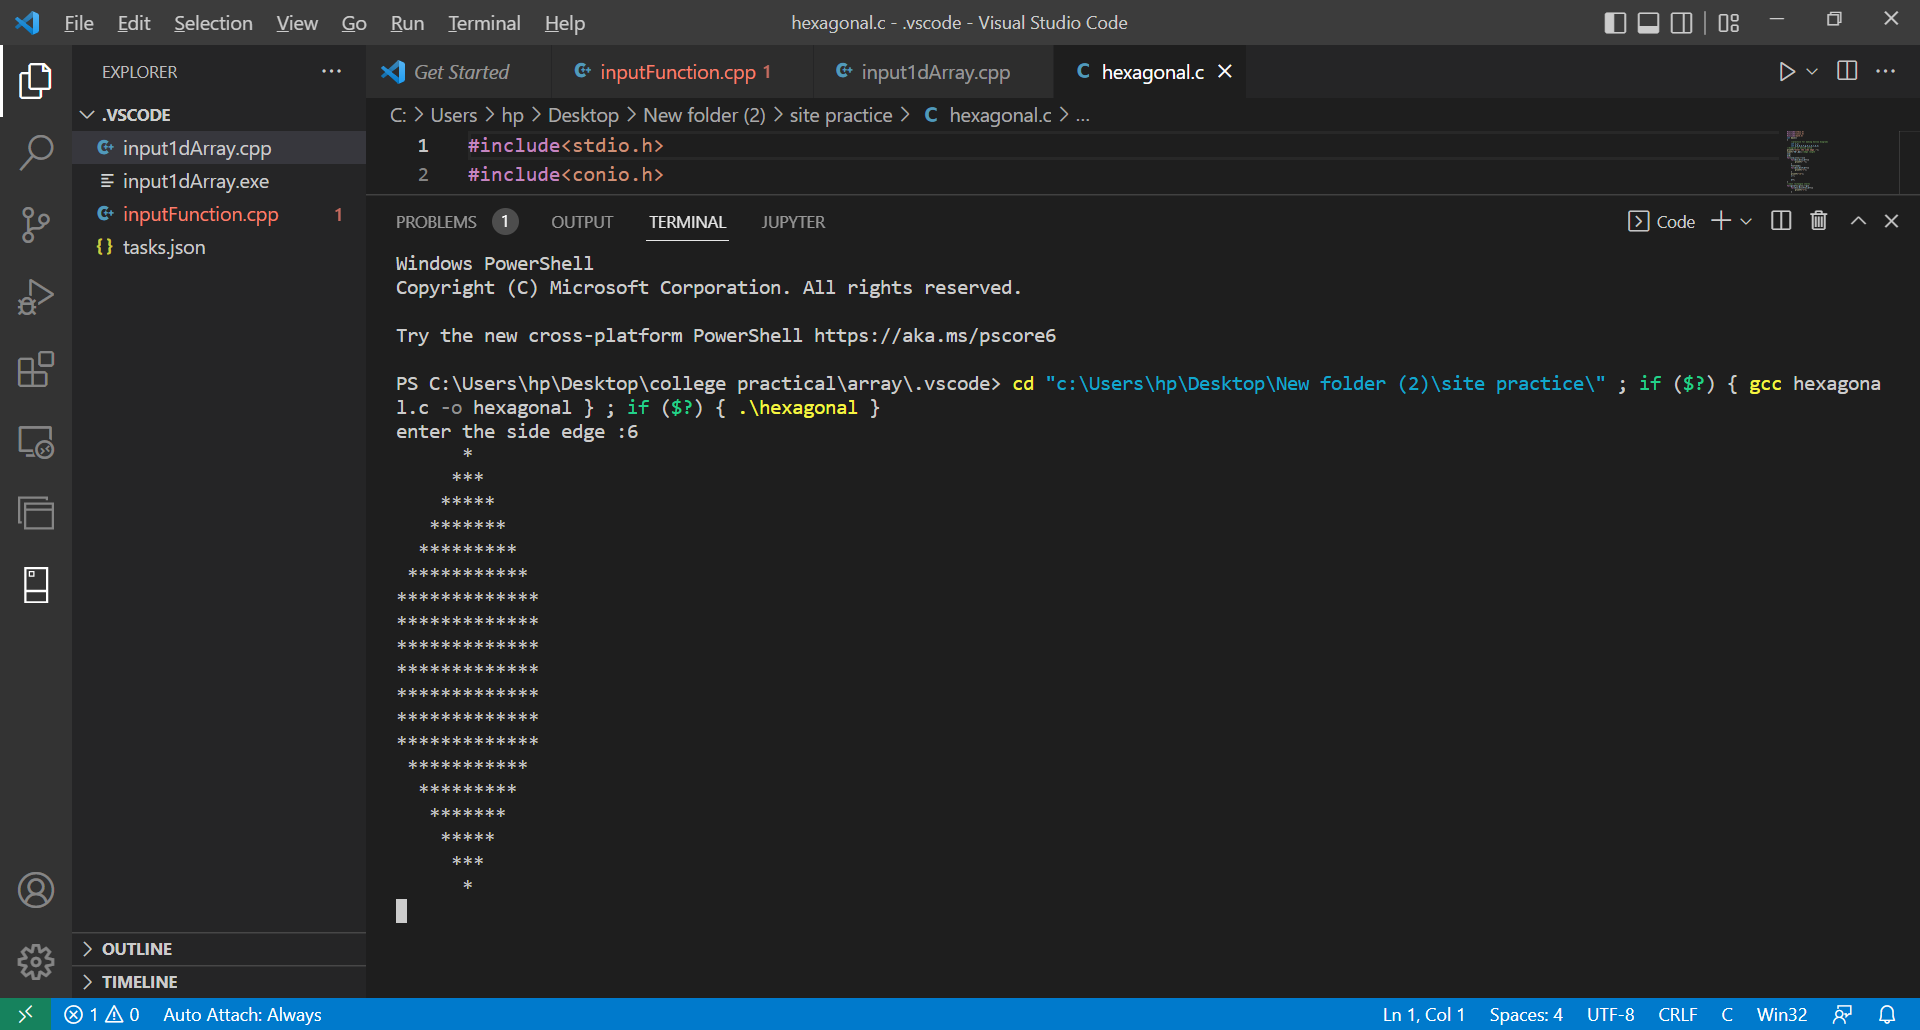 File Edit Selection View Go Run Terminal Help hexagonal.c - .vscode - Visual Studio Code
EXPLORER
.VSCODE
input1dArray.cpp
input1dArray.exe
inputFunction.cpp 1
{} tasks.json
OUTLINE
TIMELINE
Get Started inputFunction.cpp 1 input1dArray.cpp C hexagonal.c
C: > Users > hp > Desktop > New folder (2) > site practice > C hexagonal.c > ...
1 #include<stdio.h>
2 #include<conio.h>
PROBLEMS 1 OUTPUT TERMINAL JUPYTER Code
Windows PowerShell
Copyright (C) Microsoft Corporation. All rights reserved.
Try the new cross-platform PowerShell https://aka.ms/pscore6
PS C:\Users\hp\Desktop\college practical\array\.vscode> cd "c:\Users\hp\Desktop\New folder (2)\site practice\" ; if ($?) { gcc hexagona
l.c -o hexagonal } ; if ($?) { .\hexagonal }
enter the side edge :6
      *
     ***
    *****
   *******
  *********
 ***********
*************
*************
*************
*************
*************
*************
*************
 ***********
  *********
   *******
    *****
     ***
      *
1 0 Auto Attach: Always Ln 1, Col 1 Spaces: 4 UTF-8 CRLF C Win32